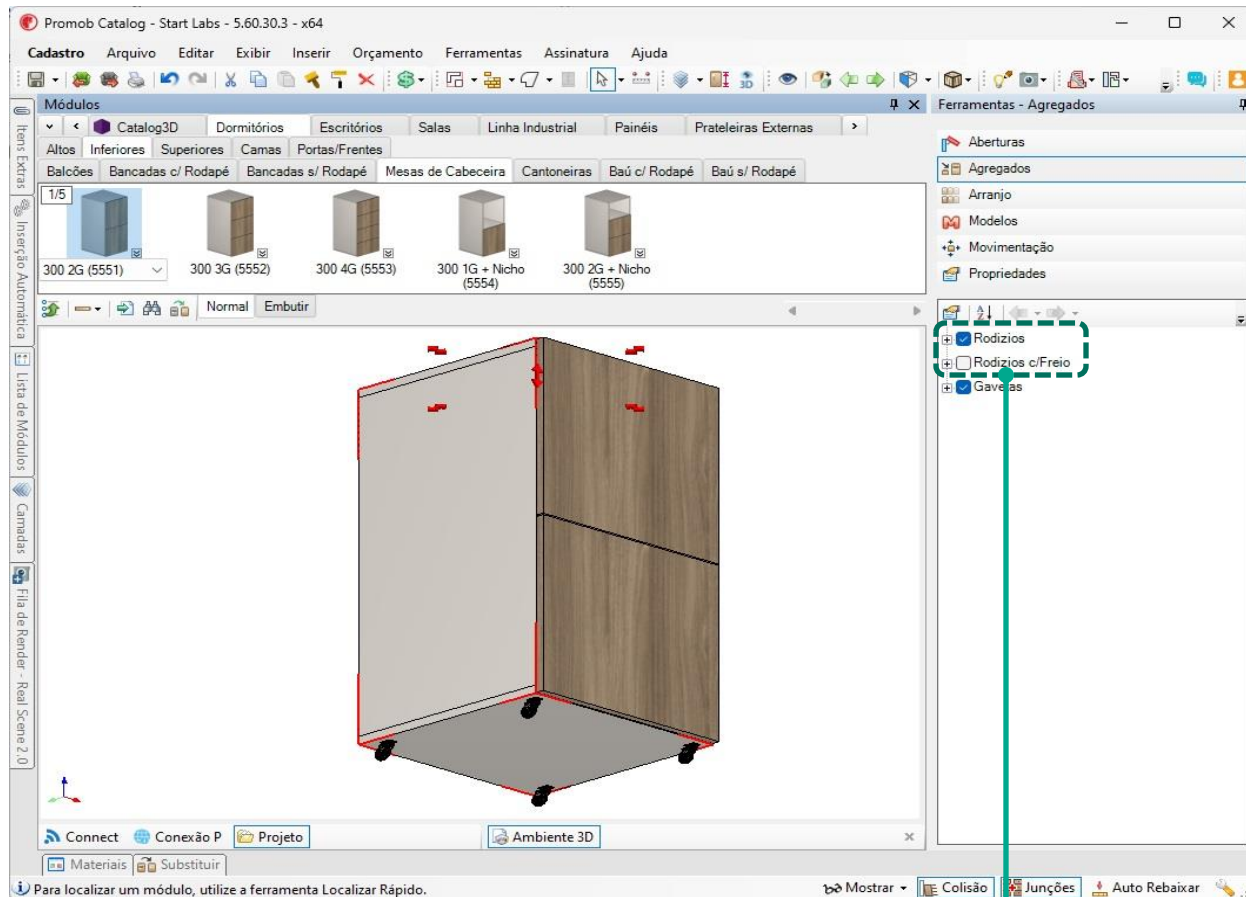 Promob Catalog - Start Labs - 5.60.30.3 - x64
Cadastro Arquivo Editar Exibir Inserir Orçamento Ferramentas Assinatura Ajuda
3D
Módulos
Ferramentas - Agregados
Catalog3D Dormitórios Escritórios Salas Linha Industrial Painéis Prateleiras Externas
Altos Inferiores Superiores Camas Portas/Frentes
Balcões Bancadas c/ Rodapé Bancadas s/ Rodapé Mesas de Cabeceira Cantoneiras Baú c/ Rodapé Baú s/ Rodapé
1/5
300 2G (5551)
300 3G (5552)
300 4G (5553)
300 1G + Nicho
(5554)
300 2G + Nicho
(5555)
Normal Embutir
Itens Extras
Inserção Automática
Lista de Módulos
Camadas
Fila de Render - Real Scene 2.0
Aberturas
Agregados
Arranjo
Modelos
Movimentação
Propriedades
Rodizios
Rodizios c/Freio
Gavetas
Connect Conexão P Projeto Ambiente 3D
Materiais Substituir
Para localizar um módulo, utilize a ferramenta Localizar Rápido.
Mostrar Colisão Junções Auto Rebaixar